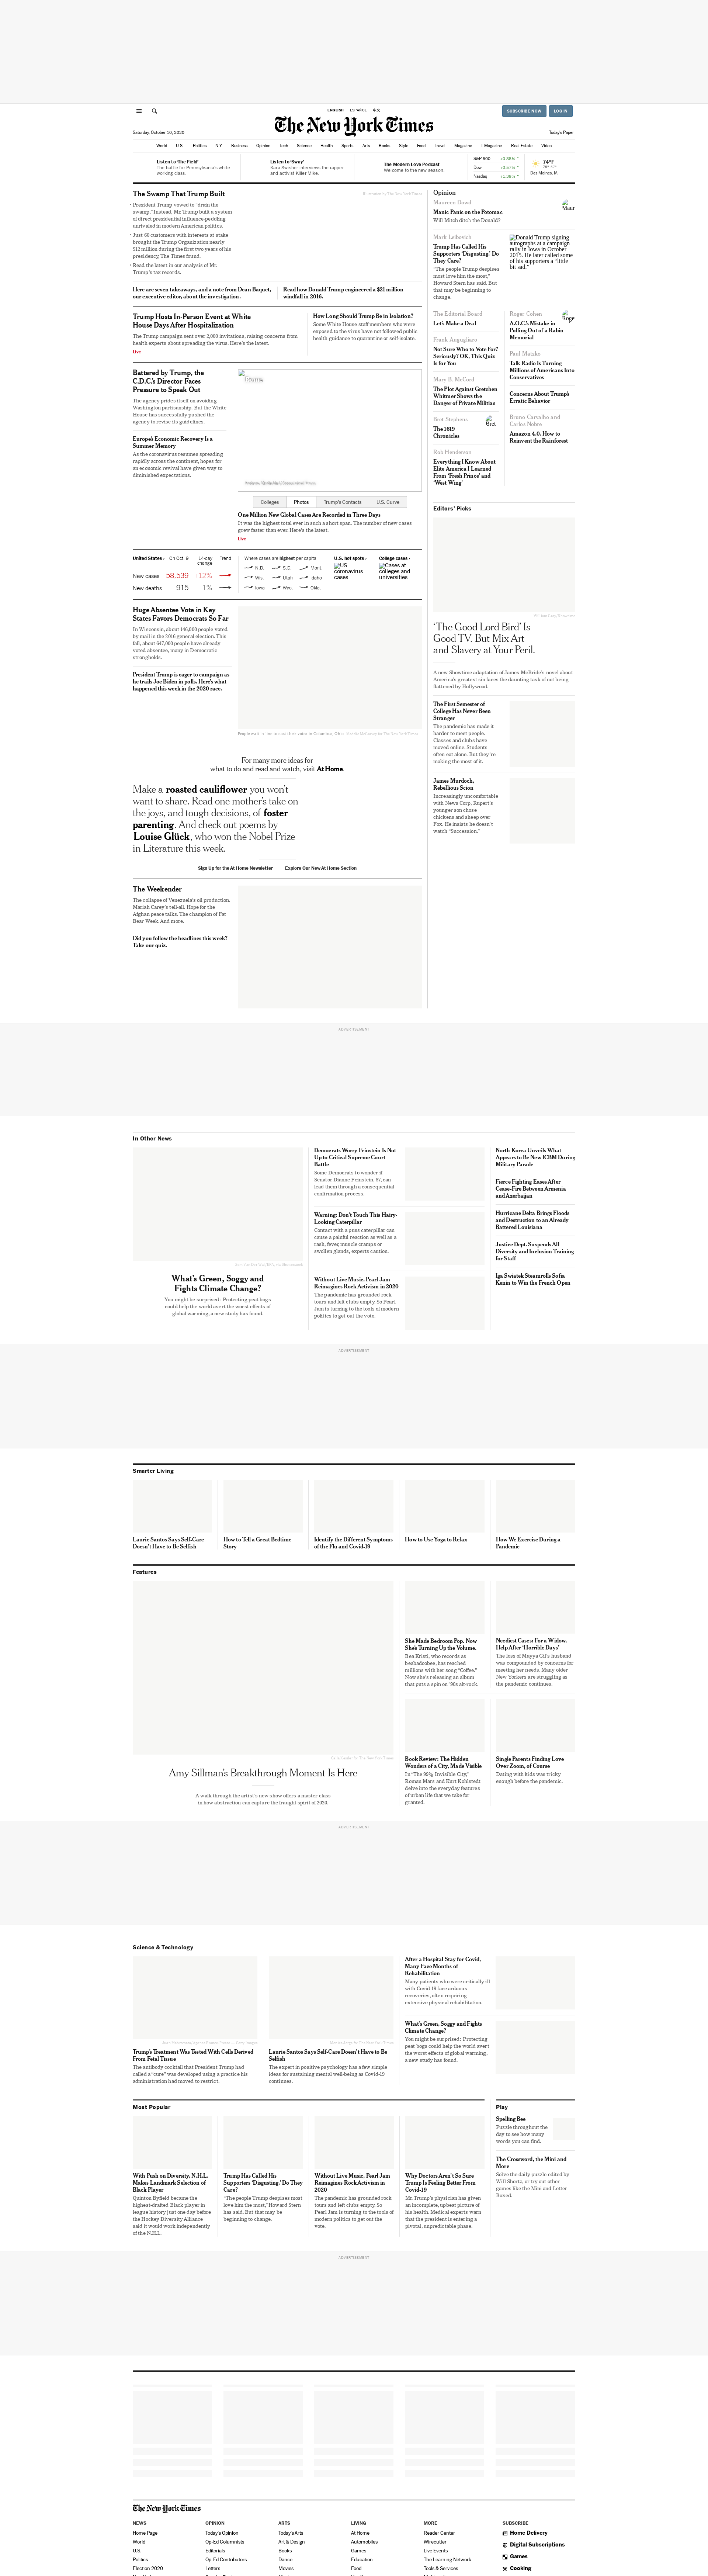 ENGLISH ESPAÑOL 中文
SUBSCRIBE NOW LOG IN
The New York Times
Saturday, October 10, 2020
Today's Paper
World U.S. Politics N.Y. Business Opinion Tech Science Health Sports Arts Books Style Food Travel Magazine T Magazine Real Estate Video
Listen to 'The Field'
The battle for Pennsylvania's white
working class.
Listen to 'Sway'
Kara Swisher interviews the rapper
and activist Killer Mike.
The Modern Love Podcast
Welcome to the new season.
S&P 500 +0.88% ↑
Dow +0.57% ↑
Nasdaq +1.39% ↑
74°F
Des Moines, IA
The Swamp That Trump Built
President Trump vowed to "drain the
swamp." Instead, Mr. Trump built a system
of direct presidential influence-peddling
unrivaled in modern American politics.
Just 60 customers with interests at stake
brought the Trump Organization nearly
$12 million during the first two years of his
presidency, The Times found.
Read the latest in our analysis of Mr.
Trump's tax records.
Here are seven takeaways, and a note from Dean Baquet,
our executive editor, about the investigation.
Read how Donald Trump engineered a $21 million
windfall in 2016.
Trump Hosts In-Person Event at White
House Days After Hospitalization
The Trump campaign sent over 2,000 invitations, raising concerns from
health experts about spreading the virus. Here's the latest.
Live
How Long Should Trump Be in Isolation?
Some White House staff members who were
exposed to the virus have not followed public
health guidance to quarantine or self-isolate.
Battered by Trump, the
C.D.C.'s Director Faces
Pressure to Speak Out
The agency prides itself on avoiding
Washington partisanship. But the White
House has successfully pushed the
agency to revise its guidelines.
Europe's Economic Recovery Is a
Summer Memory
As the coronavirus resumes spreading
rapidly across the continent, hopes for
an economic revival have given way to
diminished expectations.
Trump
Andrew Medichini/Associated Press
Colleges Photos Trump's Contacts U.S. Curve
One Million New Global Cases Are Recorded in Three Days
It was the highest total ever in such a short span. The number of new cases
grew faster than ever. Here's the latest.
Live
United States › On Oct. 9 14-day
change Trend
New cases 58,539 +12%
New deaths 915 –1%
Where cases are highest per capita
N.D. S.D. Mont.
Wis. Utah Idaho
Iowa Wyo. Okla.
U.S. hot spots ›
US
coronavirus
cases
College cases ›
Cases at
colleges and
universities
Huge Absentee Vote in Key
States Favors Democrats So Far
In Wisconsin, about 146,000 people voted
by mail in the 2016 general election. This
fall, about 647,000 people have already
voted absentee, many in Democratic
strongholds.
President Trump is eager to campaign as
he trails Joe Biden in polls. Here's what
happened this week in the 2020 race.
People wait in line to cast their votes in Columbus, Ohio.
For many more ideas for
what to do and read and watch, visit At Home.
Make a roasted cauliflower you won't
want to share. Read one mother's take on
the joys, and tough decisions, of foster
parenting. And check out poems by
Louise Glück, who won the Nobel Prize
in Literature this week.
Sign Up for the At Home Newsletter Explore Our New At Home Section
The Weekender
The collapse of Venezuela's oil production.
Mariah Carey's tell-all. Hope for the
Afghan peace talks. The champion of Fat
Bear Week. And more.
Did you follow the headlines this week?
Take our quiz.
Opinion
Maureen Dowd
Manic Panic on the Potomac
Will Mitch ditc'n the Donald?
Mark Leibovich
Trump Has Called His
Supporters 'Disgusting.' Do
They Care?
"The people Trump despises
most love him the most,"
Howard Stern has said. But
that may be beginning to
change.
Donald Trump signing
autographs at a campaign
rally in Iowa in October
2015. He later called some
of his supporters a "little
bit sad."
The Editorial Board
Let's Make a Deal
Frank Augugliaro
Not Sure Who to Vote For?
Seriously? OK, This Quiz
Is for You
Mary B. McCord
The Plot Against Gretchen
Whitmer Shows the
Danger of Private Militias
Bret Stephens
The 1619
Chronicles
Rob Henderson
Everything I Know About
Elite America I Learned
From 'Fresh Prince' and
'West Wing'
Roger Cohen
A.O.C.'s Mistake in
Pulling Out of a Rabin
Memorial
Paul Matzko
Talk Radio Is Turning
Millions of Americans Into
Conservatives
Concerns About Trump's
Erratic Behavior
Bruno Carvalho and
Carlos Nobre
Amazon 4.0: How to
Reinvent the Rainforest
Editors' Picks
'The Good Lord Bird' Is
Good TV. But Mix Art
and Slavery at Your Peril.
A new Showtime adaptation of James McBride's novel about
America's greatest sin faces the daunting task of not being
flattened by Hollywood.
The First Semester of
College Has Never Been
Stranger
The pandemic has made it
harder to meet people.
Classes and clubs have
moved online. Students
often eat alone. But they're
making the most of it.
James Murdoch,
Rebellious Scion
Increasingly uncomfortable
with News Corp, Rupert's
younger son chose
chickens and sheep over
Fox. He insists he doesn't
watch "Succession."
ADVERTISEMENT
In Other News
What's Green, Soggy and
Fights Climate Change?
You might be surprised: Protecting peat bogs
could help the world avert the worst effects of
global warming, a new study has found.
Democrats Worry Feinstein Is Not
Up to Critical Supreme Court
Battle
Some Democrats to wonder if
Senator Dianne Feinstein, 87, can
lead them through a consequential
confirmation process.
Warning: Don't Touch This Hairy-
Looking Caterpillar
Contact with a puss caterpillar can
cause a painful reaction as well as a
rash, fever, muscle cramps or
swollen glands, experts caution.
Without Live Music, Pearl Jam
Reimagines Rock Activism in 2020
The pandemic has grounded rock
tours and left clubs empty. So Pearl
Jam is turning to the tools of modern
politics to get out the vote.
North Korea Unveils What
Appears to Be New ICBM During
Military Parade
Fierce Fighting Eases After
Cease-Fire Between Armenia
and Azerbaijan
Hurricane Delta Brings Floods
and Destruction to an Already
Battered Louisiana
Justice Dept. Suspends All
Diversity and Inclusion Training
for Staff
Iga Swiatek Steamrolls Sofia
Kenin to Win the French Open
ADVERTISEMENT
Smarter Living
Laurie Santos Says Self-Care
Doesn't Have to Be Selfish
How to Tell a Great Bedtime
Story
Identify the Different Symptoms
of the Flu and Covid-19
How to Use Yoga to Relax
How We Exercise During a
Pandemic
Features
Amy Sillman's Breakthrough Moment Is Here
A walk through the artist's new show offers a master class
in how abstraction can capture the fraught spirit of 2020.
She Made Bedroom Pop. Now
She's Turning Up the Volume.
Bea Kristi, who records as
beabadoobee, has reached
millions with her song "Coffee."
Now she's releasing an album
that puts a spin on '90s alt-rock.
Neediest Cases: For a Widow,
Help After 'Horrible Days'
The loss of Mayya Gil's husband
was compounded by concerns for
meeting her needs. Many older
New Yorkers are struggling as
the pandemic continues.
Book Review: The Hidden
Wonders of a City, Made Visible
In "The 99% Invisible City,"
Roman Mars and Kurt Kohlstedt
delve into the everyday features
of urban life that we take for
granted.
Single Parents Finding Love
Over Zoom, of Course
Dating with kids was tricky
enough before the pandemic.
ADVERTISEMENT
Science & Technology
Trump's Treatment Was Tested With Cells Derived
From Fetal Tissue
The antibody cocktail that President Trump had
called a "cure" was developed using a practice his
administration had moved to restrict.
Laurie Santos Says Self-Care Doesn't Have to Be
Selfish
The expert in positive psychology has a few simple
ideas for sustaining mental well-being as Covid-19
continues.
After a Hospital Stay for Covid,
Many Face Months of
Rehabilitation
Many patients who were critically ill
with Covid-19 face arduous
recoveries, often requiring
extensive physical rehabilitation.
What's Green, Soggy and Fights
Climate Change?
You might be surprised: Protecting
peat bogs could help the world avert
the worst effects of global warming,
a new study has found.
Most Popular
With Push on Diversity, N.H.L.
Makes Landmark Selection of
Black Player
Quinton Byfield became the
highest-drafted Black player in
league history just one day before
the Hockey Diversity Alliance
said it would work independently
of the N.H.L.
Trump Has Called His
Supporters 'Disgusting.' Do They
Care?
"The people Trump despises most
love him the most," Howard Stern
has said. But that may be
beginning to change.
Without Live Music, Pearl Jam
Reimagines Rock Activism in
2020
The pandemic has grounded rock
tours and left clubs empty. So
Pearl Jam is turning to the tools of
modern politics to get out the
vote.
Why Doctors Aren't So Sure
Trump Is Feeling Better From
Covid-19
Mr. Trump's physician has given
an incomplete, upbeat picture of
his health. Medical experts warn
that the president is entering a
pivotal, unpredictable phase.
Play
Spelling Bee
Puzzle throughout the
day to see how many
words you can find.
The Crossword, the Mini and
More
Solve the daily puzzle edited by
Will Shortz, or try out other
games like the Mini and Letter
Boxed.
ADVERTISEMENT
The New York Times
NEWS
Home Page
World
U.S.
Politics
Election 2020
OPINION
Today's Opinion
Op-Ed Columnists
Editorials
Op-Ed Contributors
Letters
ARTS
Today's Arts
Art & Design
Books
Dance
Movies
LIVING
At Home
Automobiles
Games
Education
Food
MORE
Reader Center
Wirecutter
Live Events
The Learning Network
Tools & Services
SUBSCRIBE
Home Delivery
Digital Subscriptions
Games
Cooking